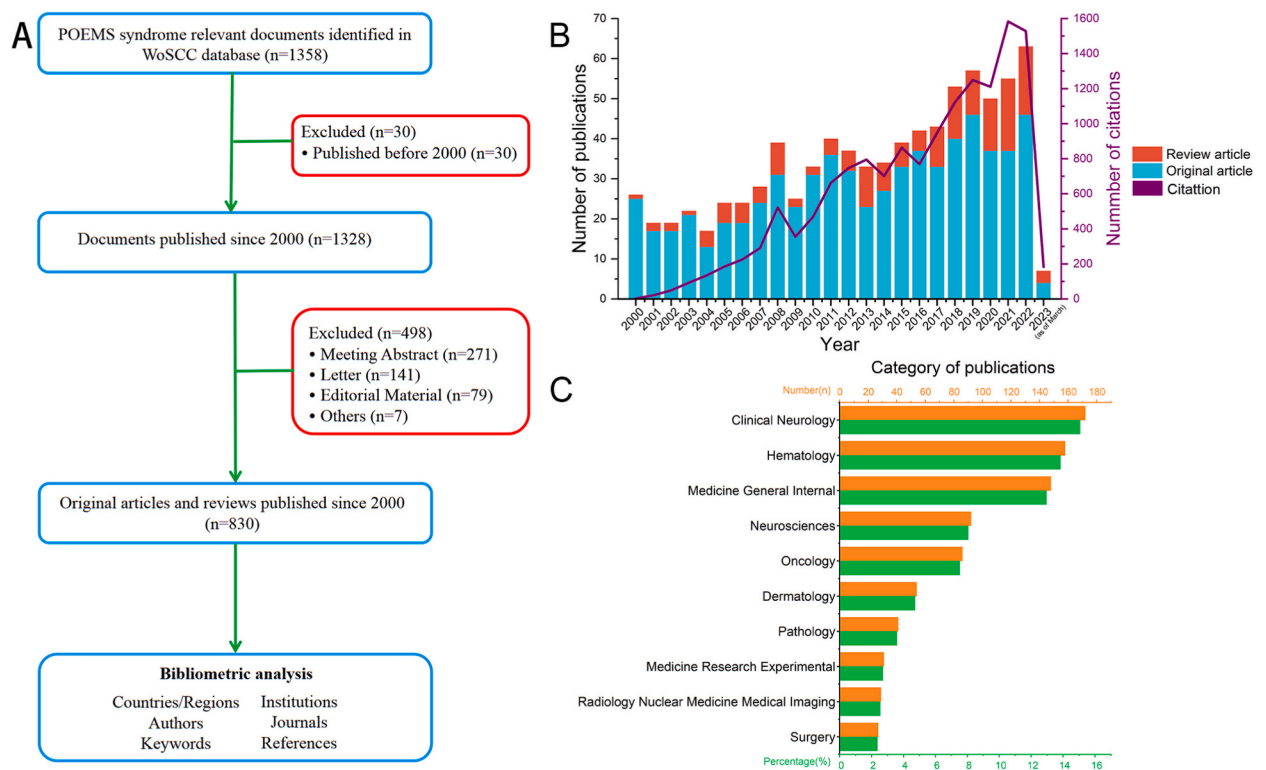 A
POEMS syndrome relevant documents identified in
WoSCC database (n=1358)
Excluded (n=30)
• Published before 2000 (n=30)
Documents published since 2000 (n=1328)
Excluded (n=498)
• Meeting Abstract (n=271)
• Letter (n=141)
• Editorial Material (n=79)
• Others (n=7)
Original articles and reviews published since 2000
(n=830)
Bibliometric analysis
Countries/Regions Institutions
Authors Journals
Keywords References
B
Number of publications
70
60
50
40
30
20
10
0
1600
1400
1200
1000
800
600
400
200
0
Nummber of citations
2000 2001 2002 2003 2004 2005 2006 2007 2008 2009 2010 2011 2012 2013 2014 2015 2016 2017 2018 2019 2020 2021 2022 2023
(as of March)
Year
Review article
Original article
Citattion
C
Category of publications
Number(n) 0 20 40 60 80 100 120 140 160 180
Clinical Neurology
Hematology
Medicine General Internal
Neurosciences
Oncology
Dermatology
Pathology
Medicine Research Experimental
Radiology Nuclear Medicine Medical Imaging
Surgery
Percentage(%) 0 2 4 6 8 10 12 14 16